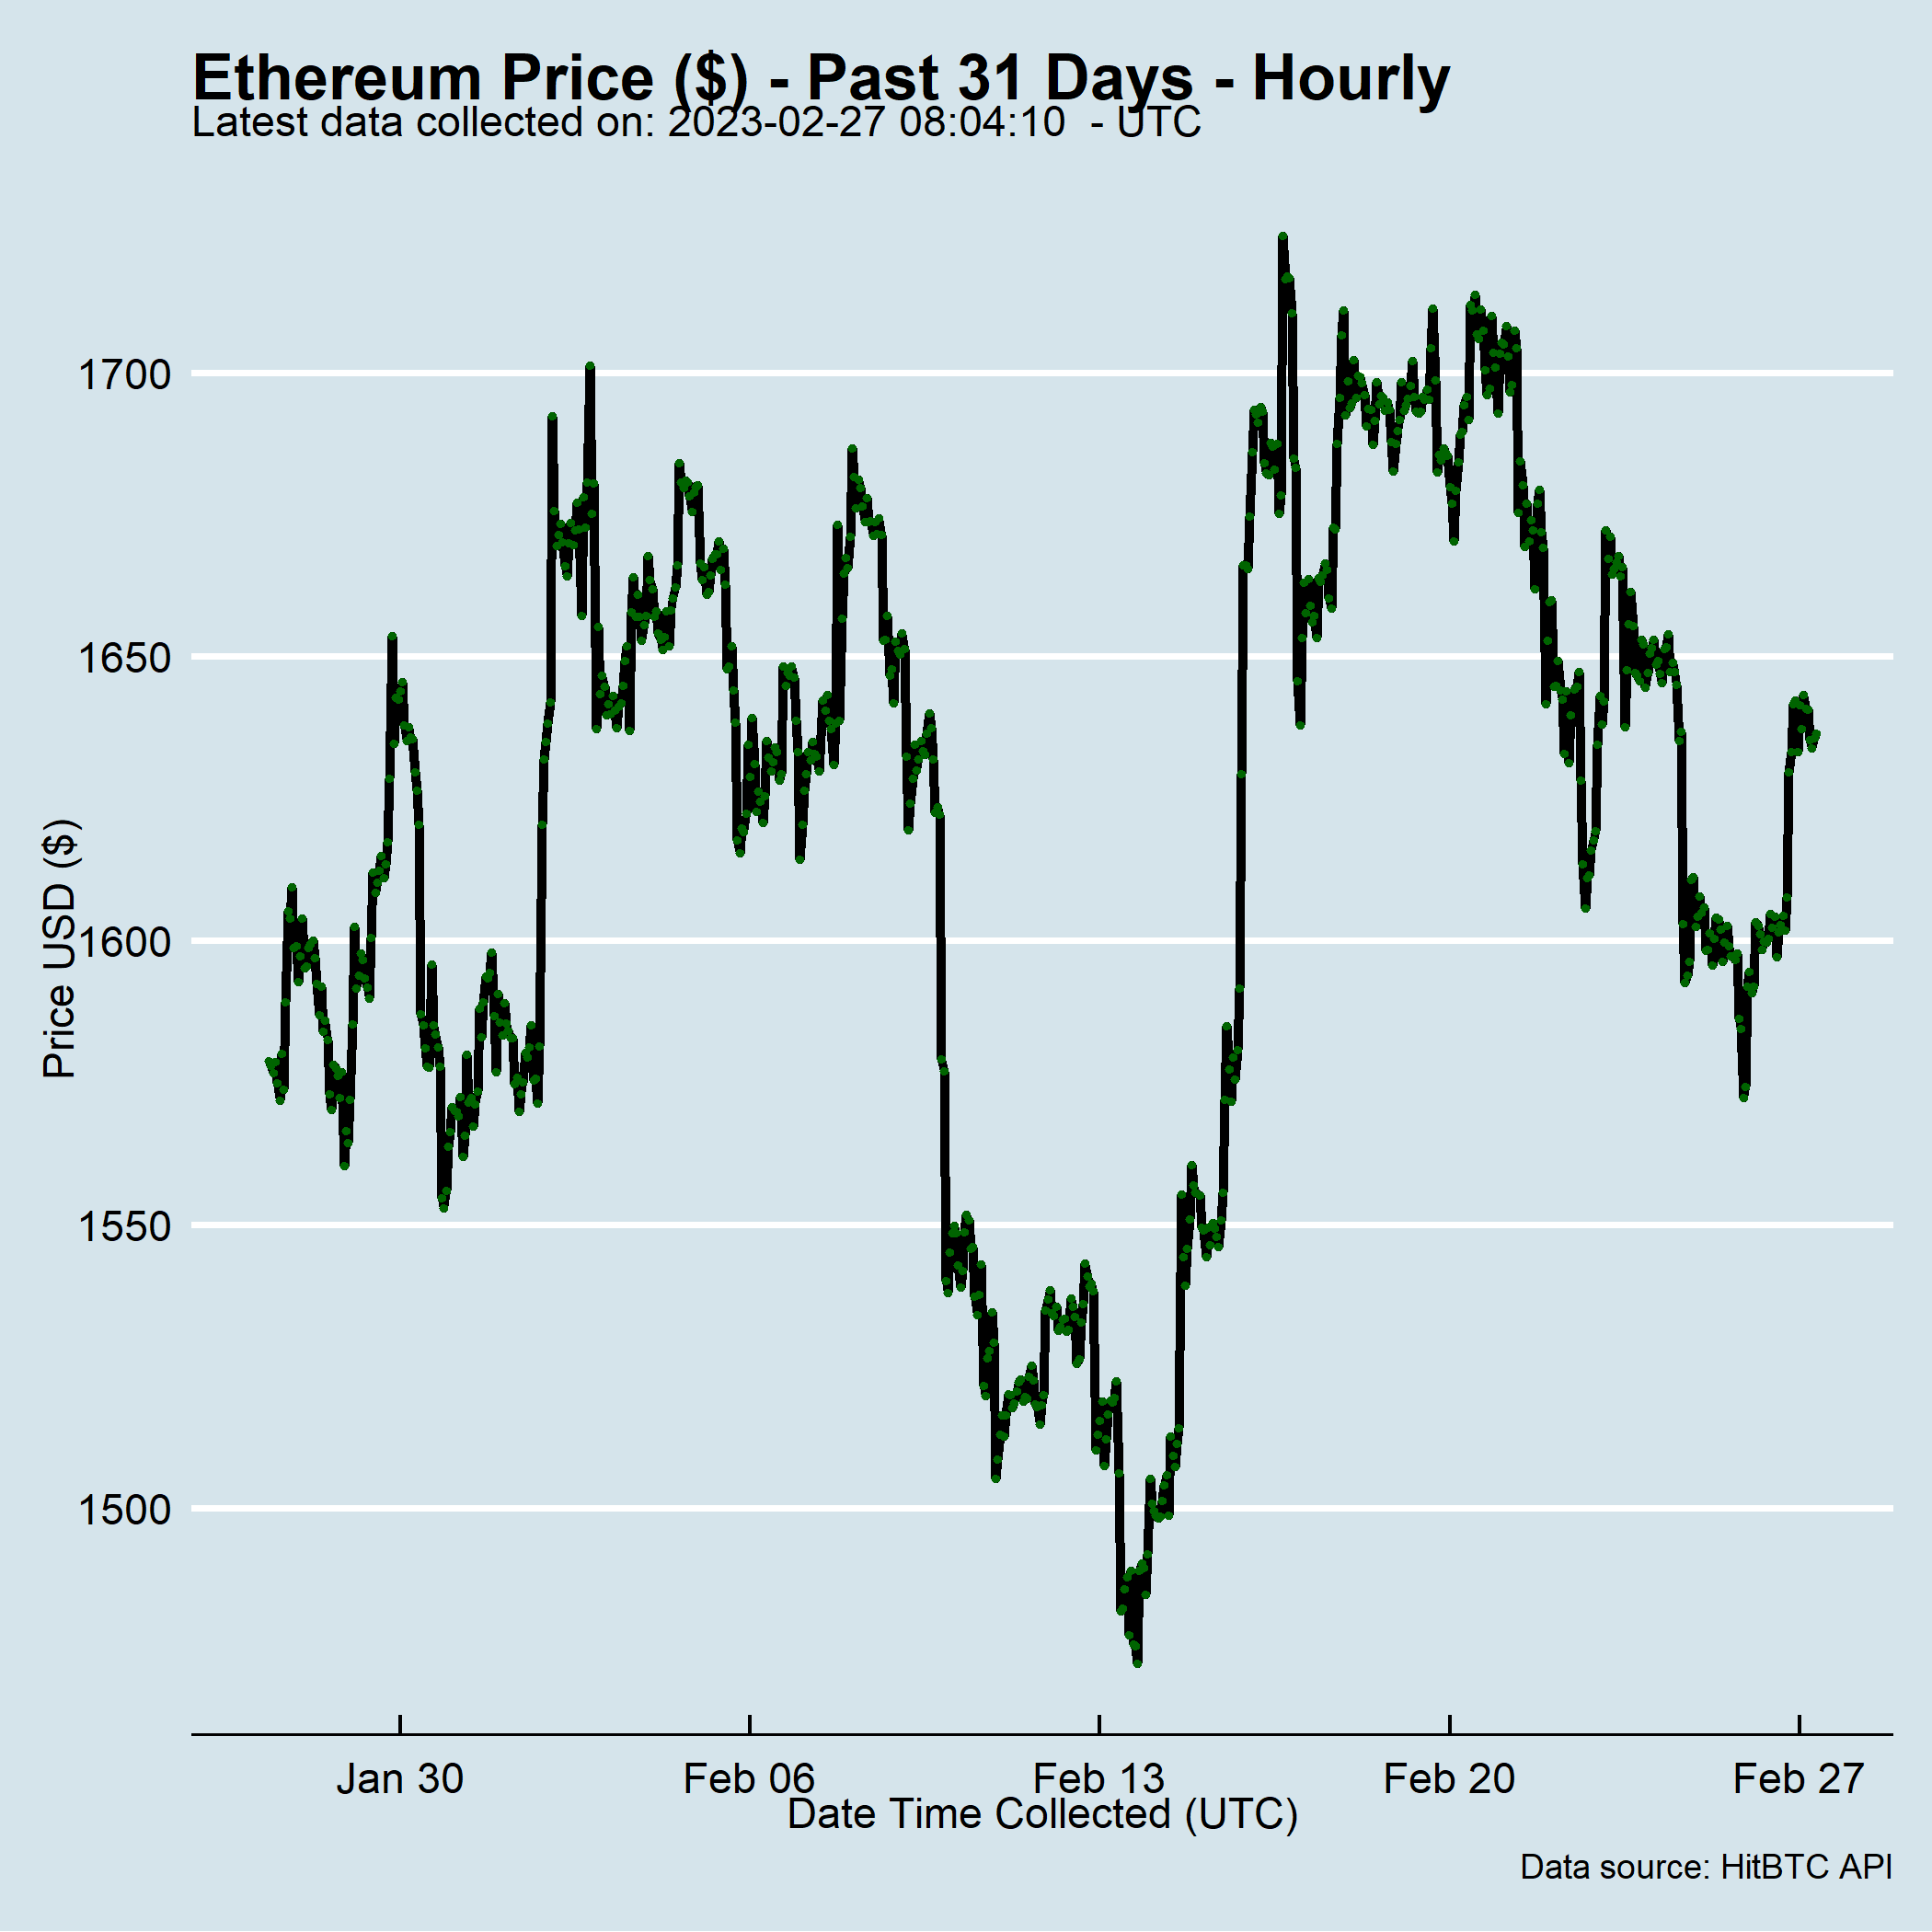 Ethereum Price ($) - Past 31 Days - Hourly
Latest data collected on: 2023-02-27 08:04:10  - UTC
Price USD ($)
1700
1650
1600
1550
1500
Jan 30
Feb 06
Feb 13
Feb 20
Feb 27
Date Time Collected (UTC)
Data source: HitBTC API